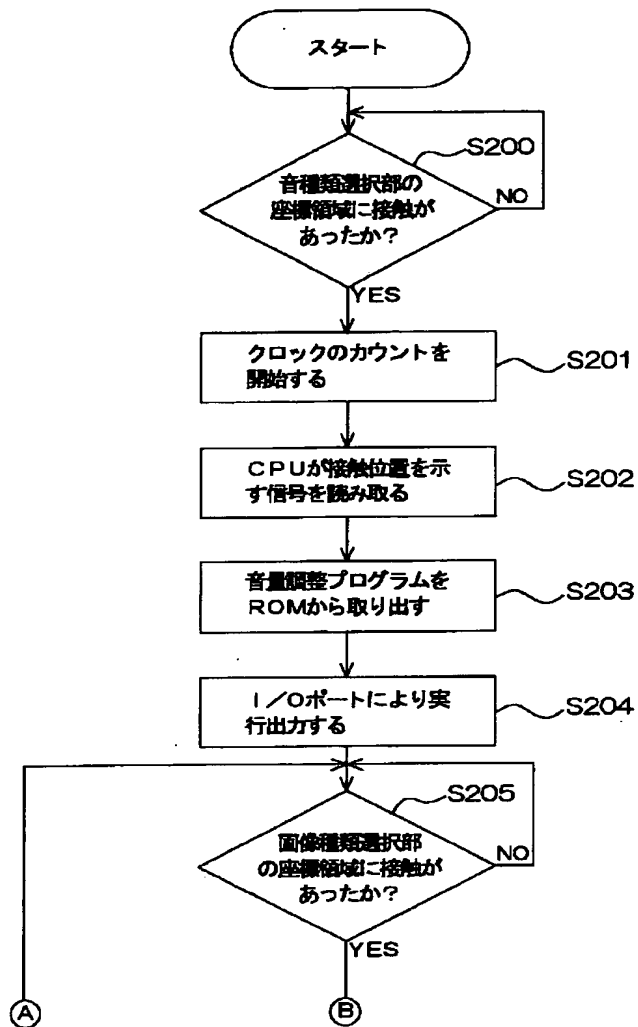 スタート
S200
音種類選択部の
座標領域に接触が
あったか?
NO
YES
クロックのカウントを
開始する
S201
CPUが接触位置を示
す信号を読み取る
S202
音量調整プログラムを
ROMから取り出す
S203
I/Oポートにより実
行出力する
S204
S205
画像種類選択部
の座標領域に接触が
あったか?
NO
YES
A
B